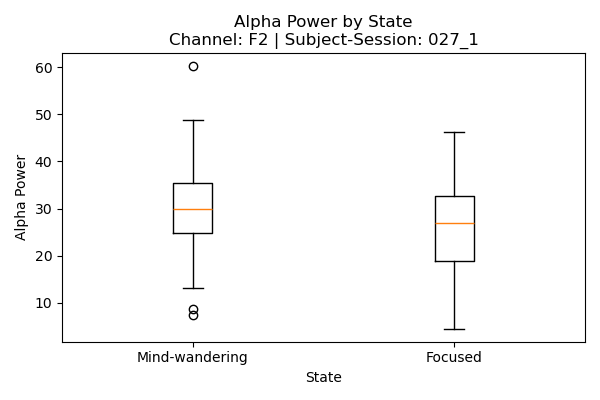 Alpha Power by State
Channel: F2 | Subject-Session: 027_1
Alpha Power
60
50
40
30
20
10
Mind-wandering
Focused
State